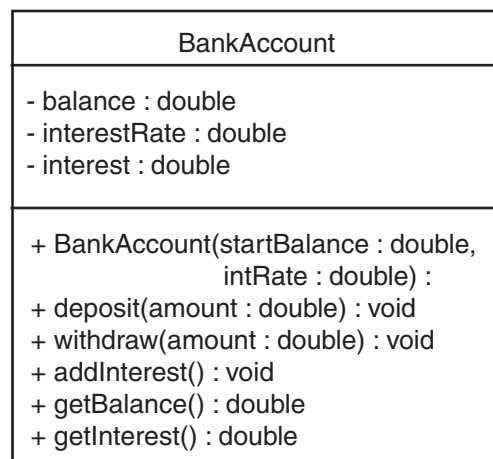 BankAccount
- balance : double
- interestRate : double
- interest : double
+ BankAccount(startBalance : double,
intRate : double) :
+ deposit(amount : double) : void
+ withdraw(amount : double) : void
+ addInterest() : void
+ getBalance() : double
+ getInterest() : double